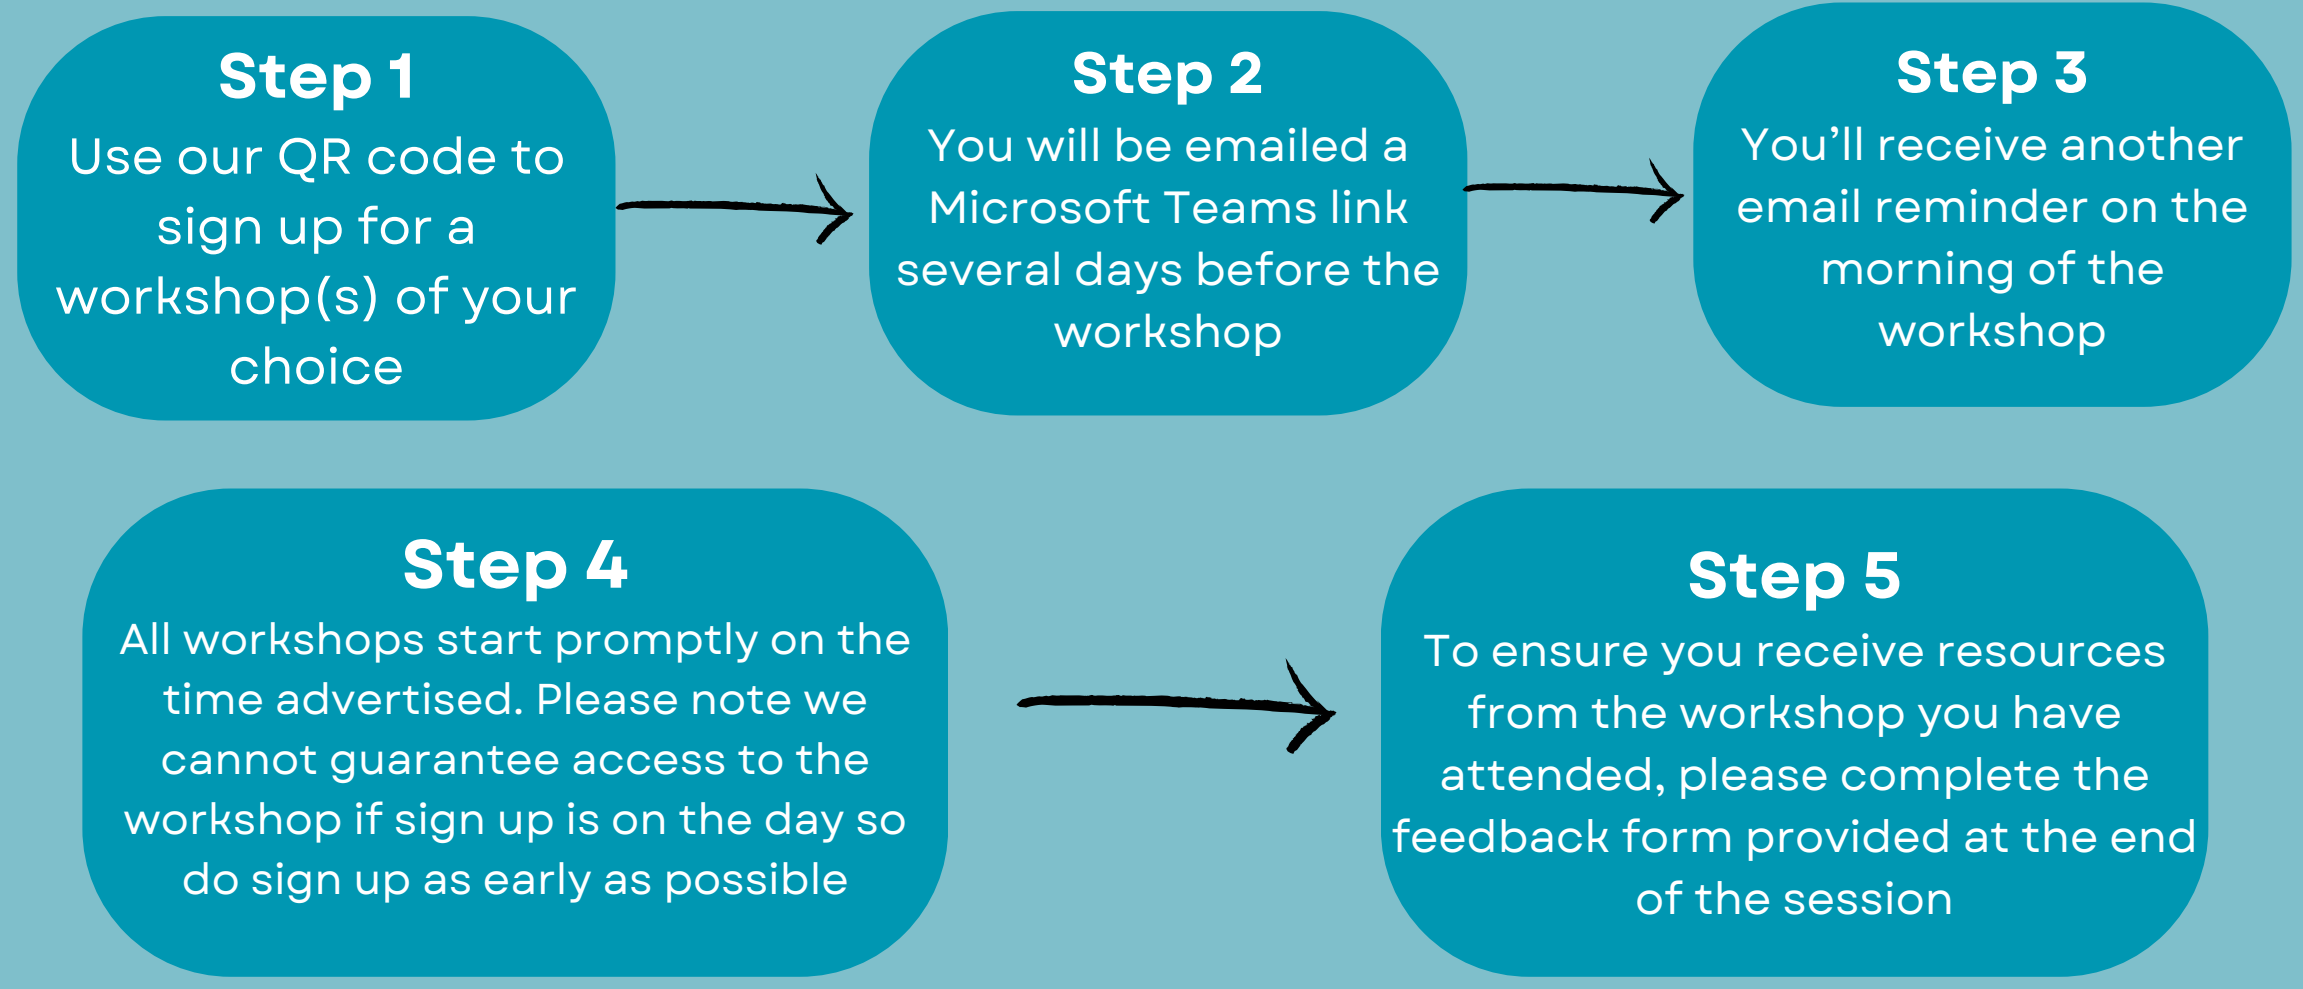 Step 1
Use our QR code to
sign up for a
workshop(s) of your
choice
Step 2
You will be emailed a
Microsoft Teams link
several days before the
workshop
Step 3
You’ll receive another
email reminder on the
morning of the
workshop
Step 4
All workshops start promptly on the
time advertised. Please note we
cannot guarantee access to the
workshop if sign up is on the day so
do sign up as early as possible
Step 5
To ensure you receive resources
from the workshop you have
attended, please complete the
feedback form provided at the end
of the session